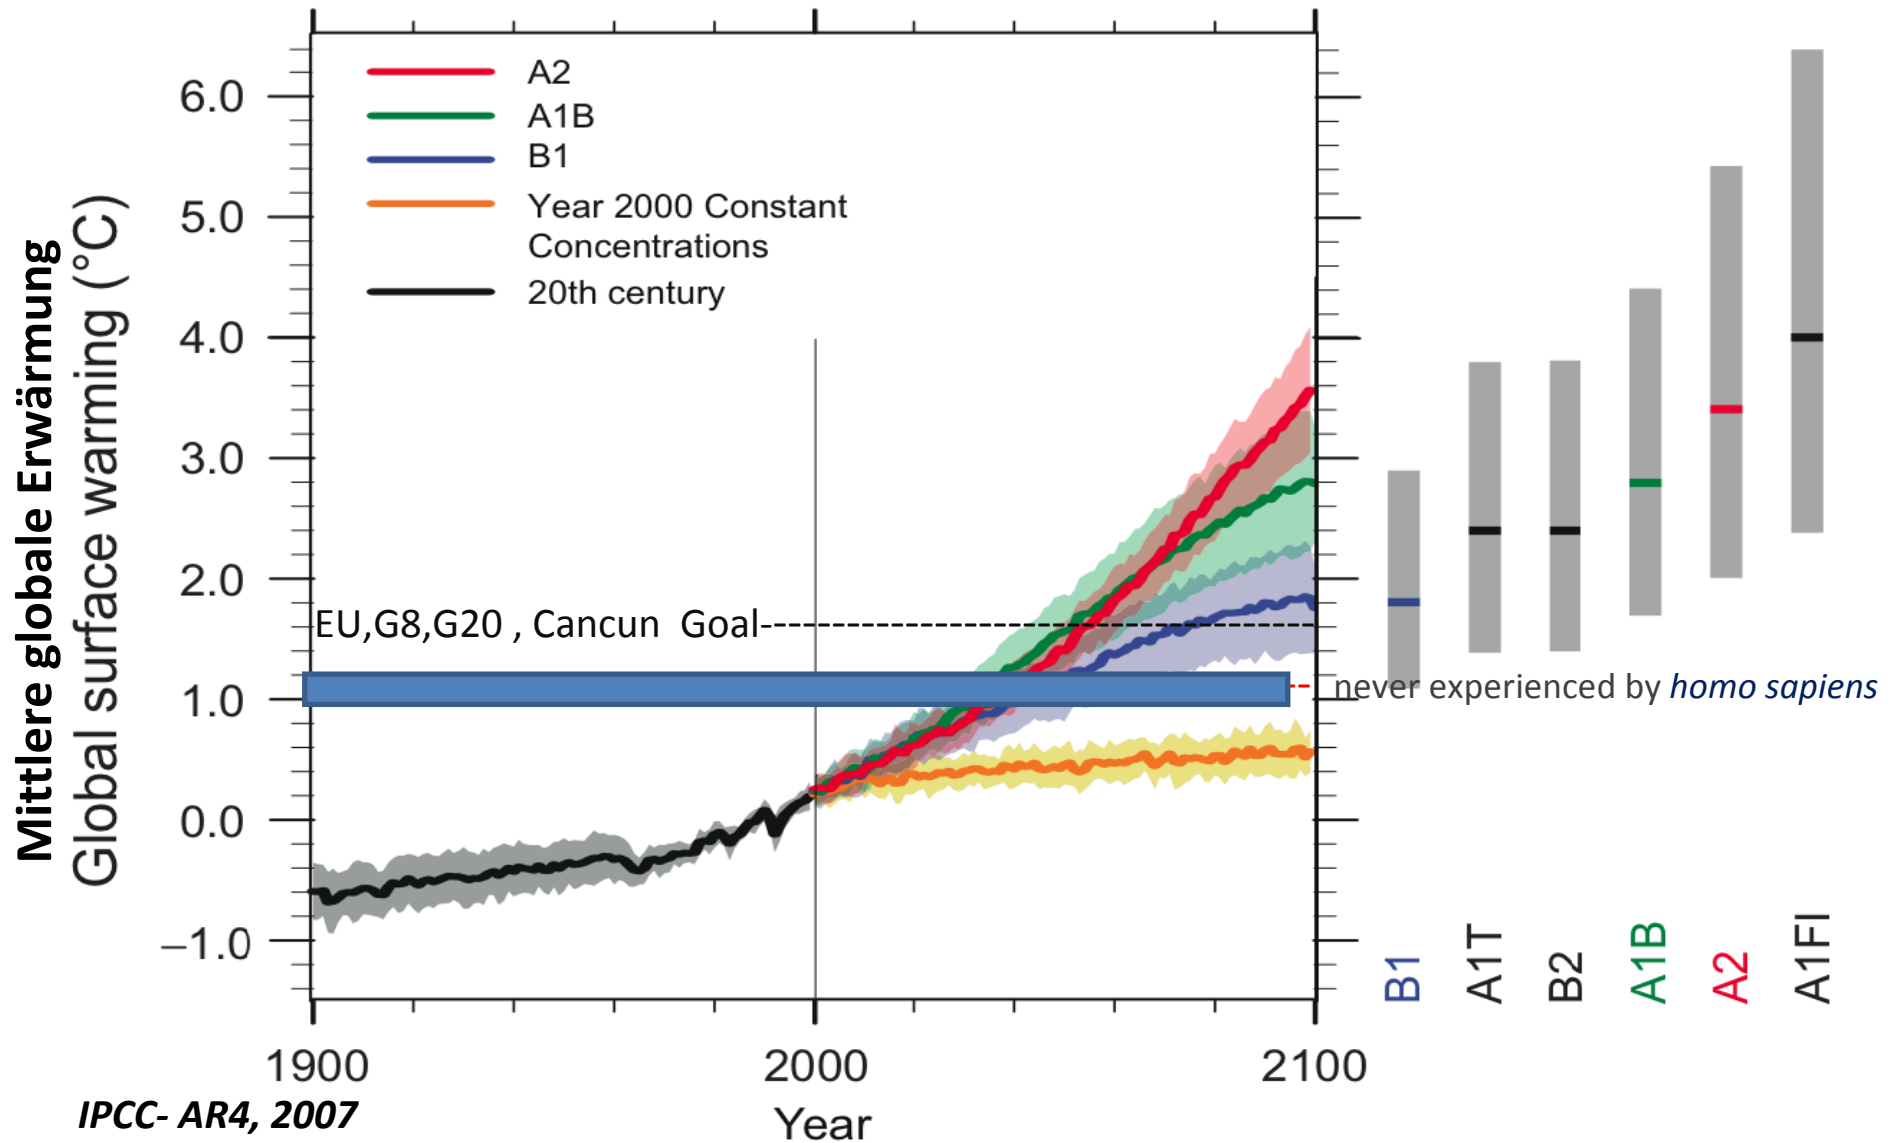 Mittlere globale Erwärmung
Global surface warming (°C)
6.0
5.0
4.0
3.0
2.0
1.0
0.0
–1.0
A2
A1B
B1
Year 2000 Constant
Concentrations
20th century
EU,G8,G20 , Cancun Goal
never experienced by homo sapiens
B1
A1T
B2
A1B
A2
A1FI
1900
2000
2100
Year
IPCC- AR4, 2007